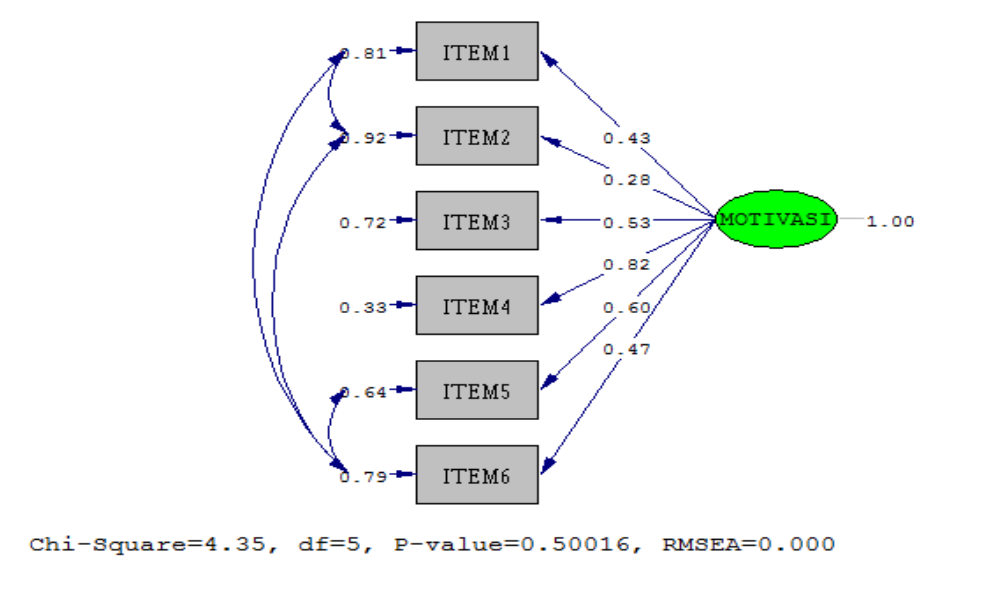 0.81 ITEM1
0.92 ITEM2
0.72 ITEM3
0.33 ITEM4
0.64 ITEM5
0.79 ITEM6
0.43
0.28
0.53
0.82
0.60
0.47
MOTIVASI 1.00
Chi-Square=4.35, df=5, P-value=0.50016, RMSEA=0.000